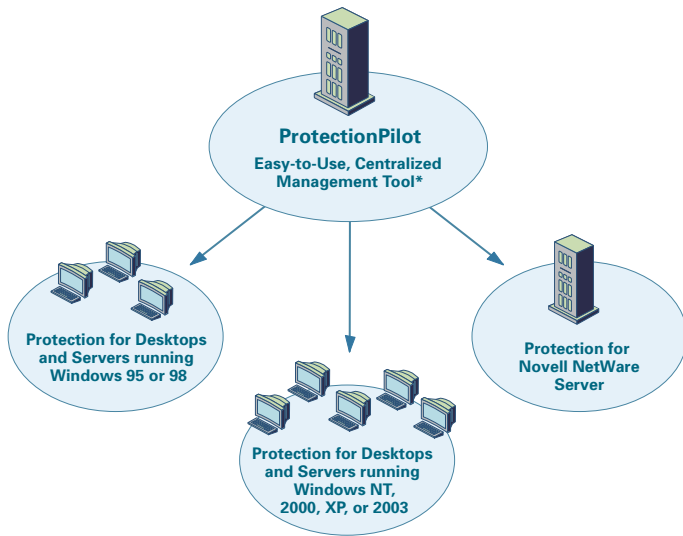 ProtectionPilot
Easy-to-Use, Centralized
Management Tool*
Protection for Desktops
and Servers running
Windows 95 or 98
Protection for Desktops
and Servers running
Windows NT,
2000, XP, or 2003
Protection for
Novell NetWare
Server